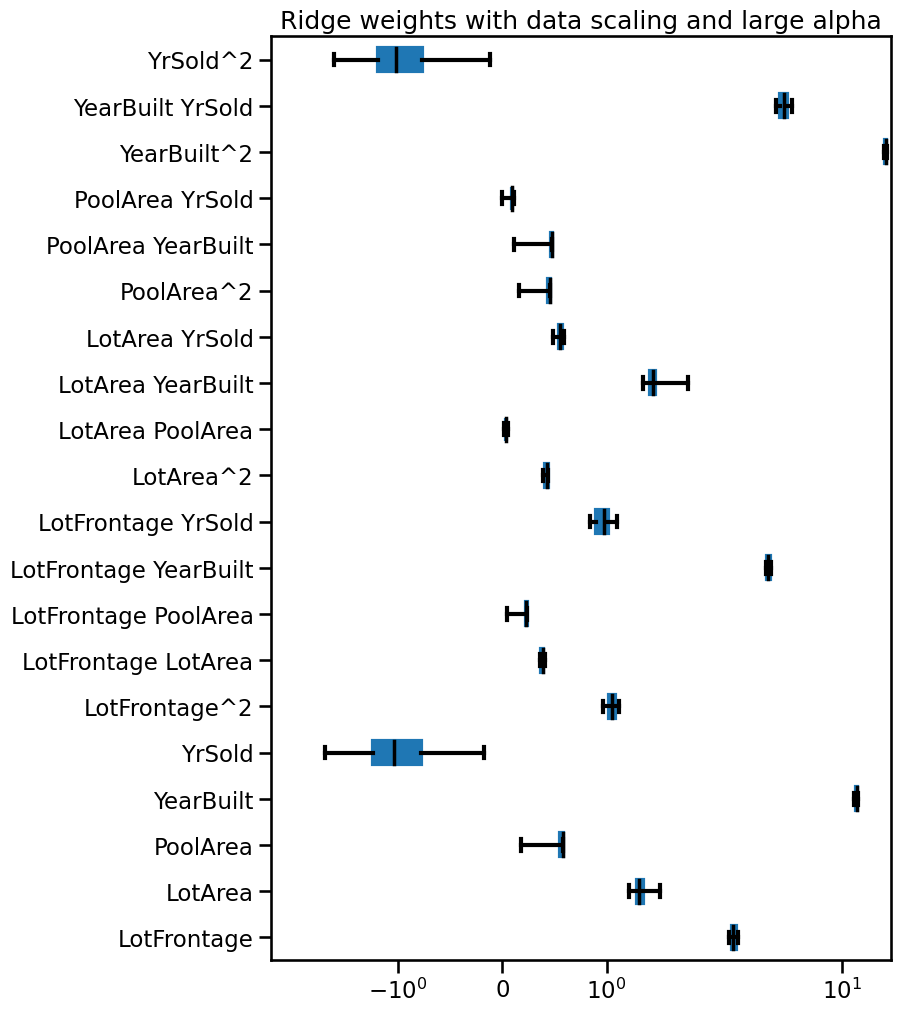 Ridge weights with data scaling and large alpha
YrSold^2
YearBuilt YrSold
YearBuilt^2
PoolArea YrSold
PoolArea YearBuilt
PoolArea^2
LotArea YrSold
LotArea YearBuilt
LotArea PoolArea
LotArea^2
LotFrontage YrSold
LotFrontage YearBuilt
LotFrontage PoolArea
LotFrontage LotArea
LotFrontage^2
YrSold
YearBuilt
PoolArea
LotArea
LotFrontage
−10⁰ 0 10⁰ 10¹